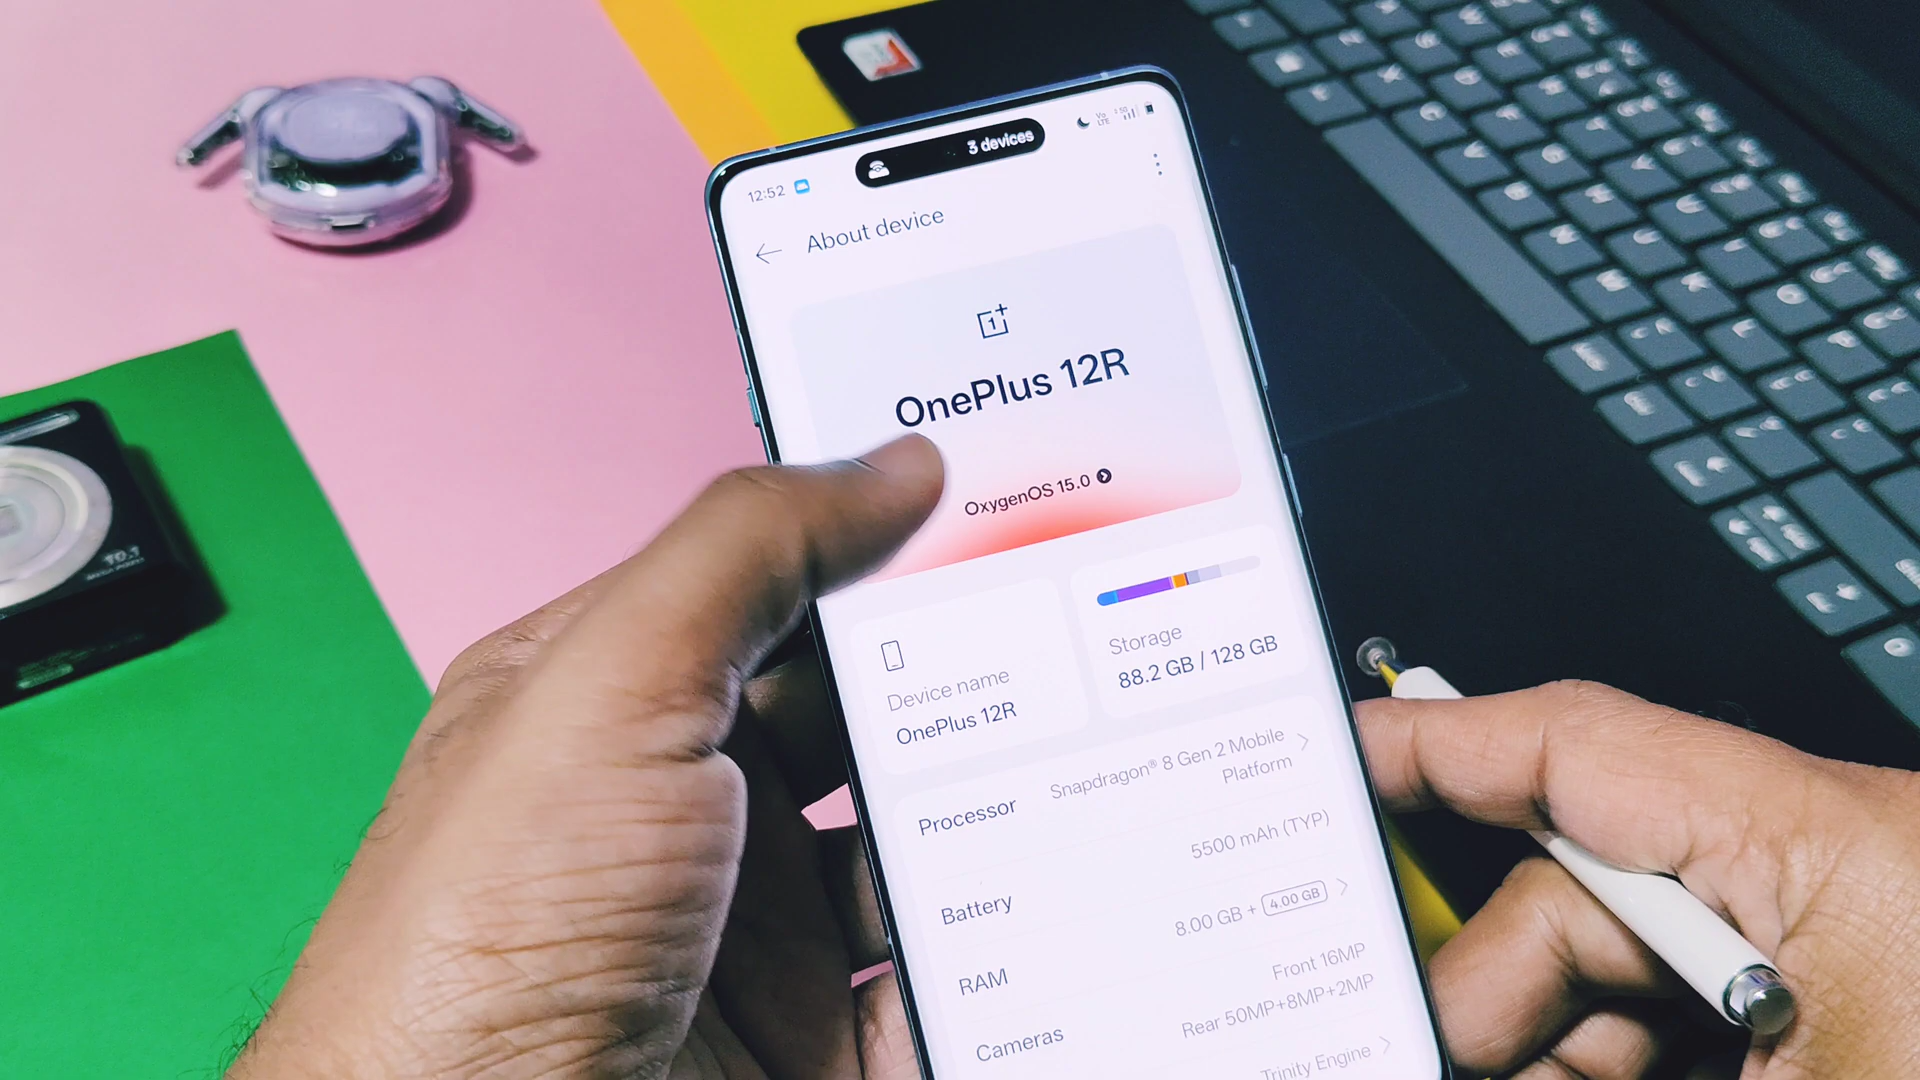 3 devices
12:52
Vo
LTE
About device
OnePlus 12R
OxygenOS 15.0
Storage
88.2 GB / 128 GB
Device name
OnePlus 12R
Processor
Snapdragon® 8 Gen 2 Mobile
Platform
Battery
5500 mAh (TYP)
RAM
8.00 GB + 4.00 GB
Cameras
Front 16MP
Rear 50MP+8MP+2MP
Trinity Engine